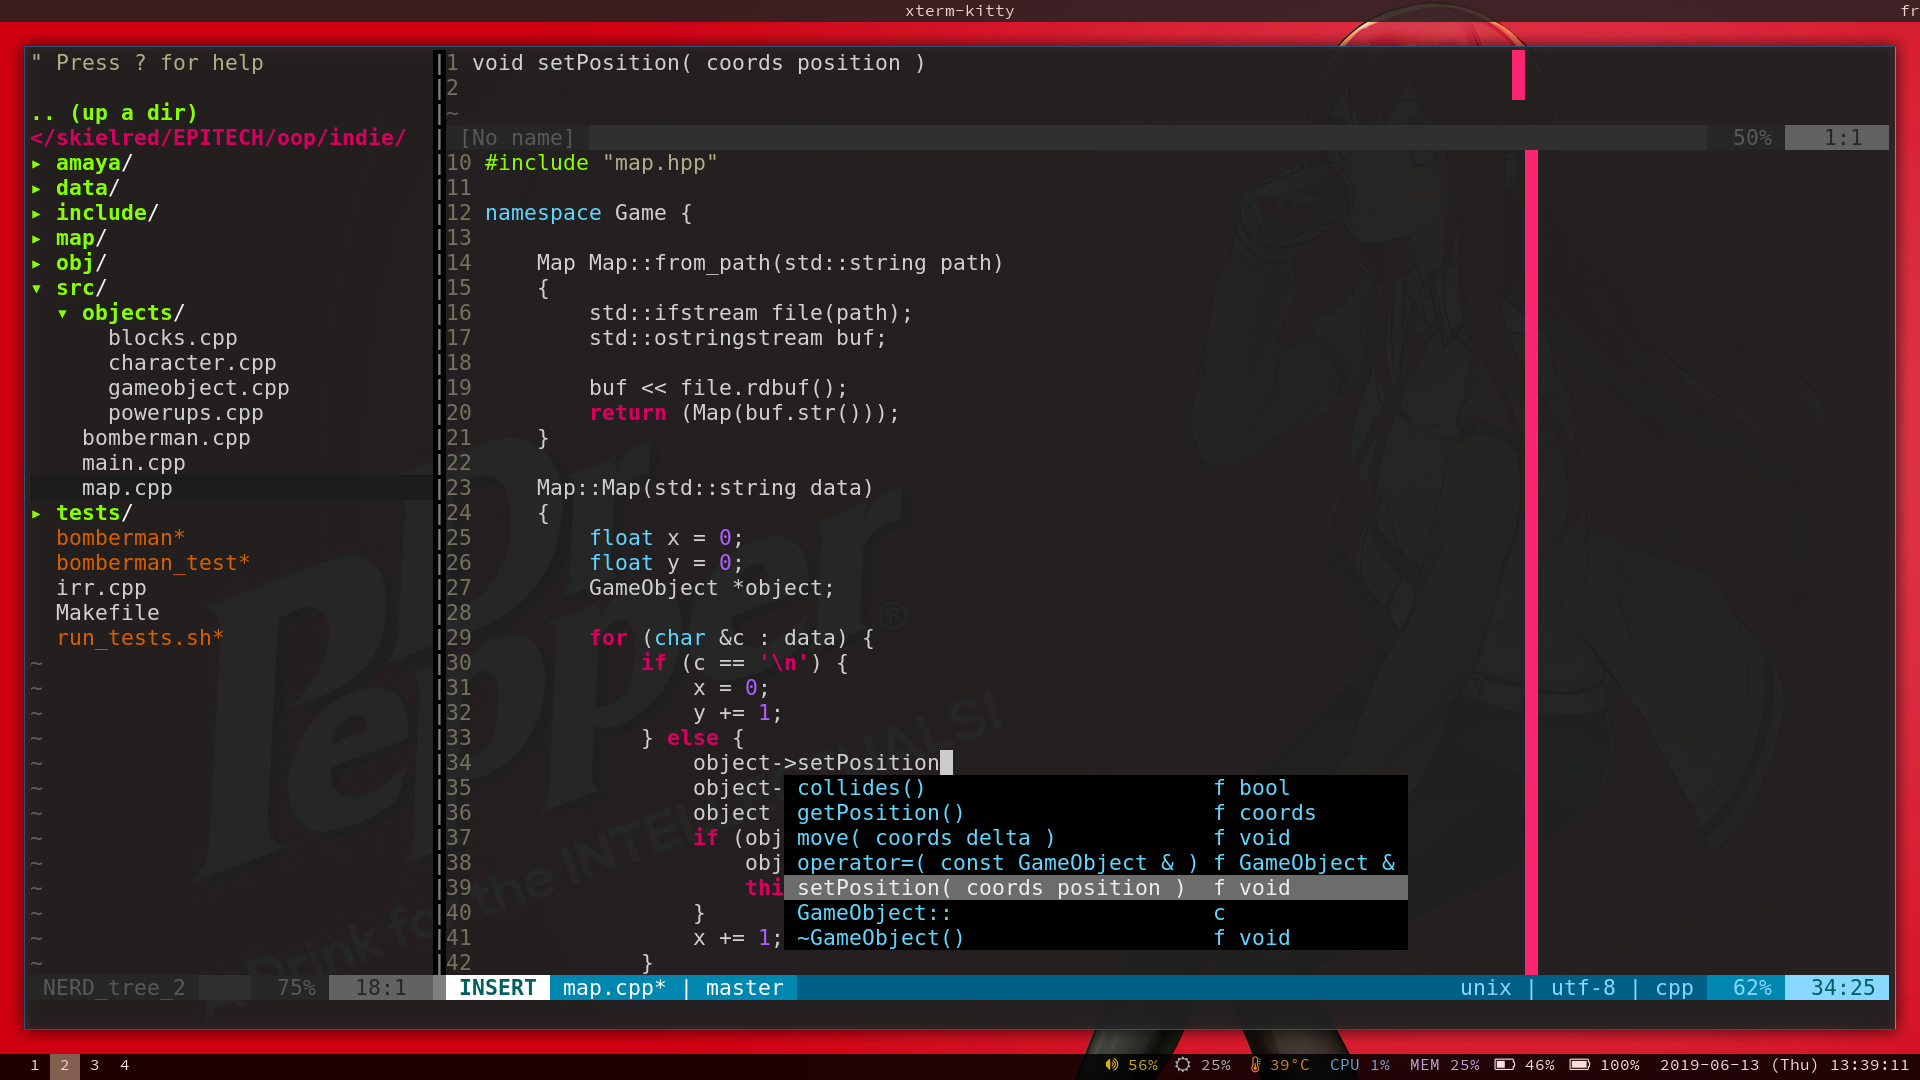 xterm-kitty
fr
" Press ? for help
.. (up a dir)
</skielred/EPITECH/oop/indie/
▸ amaya/
▸ data/
▸ include/
▸ map/
▸ obj/
▾ src/
▾ objects/
blocks.cpp
character.cpp
gameobject.cpp
powerups.cpp
bomberman.cpp
main.cpp
map.cpp
▸ tests/
bomberman*
bomberman_test*
irr.cpp
Makefile
run_tests.sh*
~
~
~
~
~
~
~
~
~
~
~
~
~
NERD_tree_2 75% 18:1
1 void setPosition( coords position )
2
~
[No name] 50% 1:1
10 #include "map.hpp"
11
12 namespace Game {
13
14 Map Map::from_path(std::string path)
15 {
16 std::ifstream file(path);
17 std::ostringstream buf;
18
19 buf << file.rdbuf();
20 return (Map(buf.str()));
21 }
22
23 Map::Map(std::string data)
24 {
25 float x = 0;
26 float y = 0;
27 GameObject *object;
28
29 for (char &c : data) {
30 if (c == '\n') {
31 x = 0;
32 y += 1;
33 } else {
34 object->setPosition
35 object- collides() f bool
36 object getPosition() f coords
37 if (obj move( coords delta ) f void
38 obj operator=( const GameObject & ) f GameObject &
39 thi setPosition( coords position ) f void
40 } GameObject:: c
41 x += 1; ~GameObject() f void
42 }
INSERT map.cpp* | master unix | utf-8 | cpp 62% 34:25
Dr Pepper ®
1 2 3 4
56% 25% 39°C CPU 1% MEM 25% 46% 100% 2019-06-13 (Thu) 13:39:11